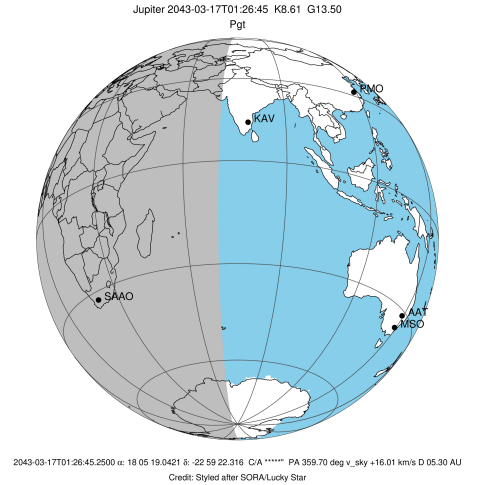 Jupiter 2043-03-17T01:26:45 K8.61 G13.50
Pgt
PMO
KAV
SAAO
AAT
MSO
2043-03-17T01:26:45.2500 α: 18 05 19.0421 δ: -22 59 22.316 C/A *****" PA 359.70 deg v_sky +16.01 km/s D 05.30 AU
Credit: Styled after SORA/Lucky Star